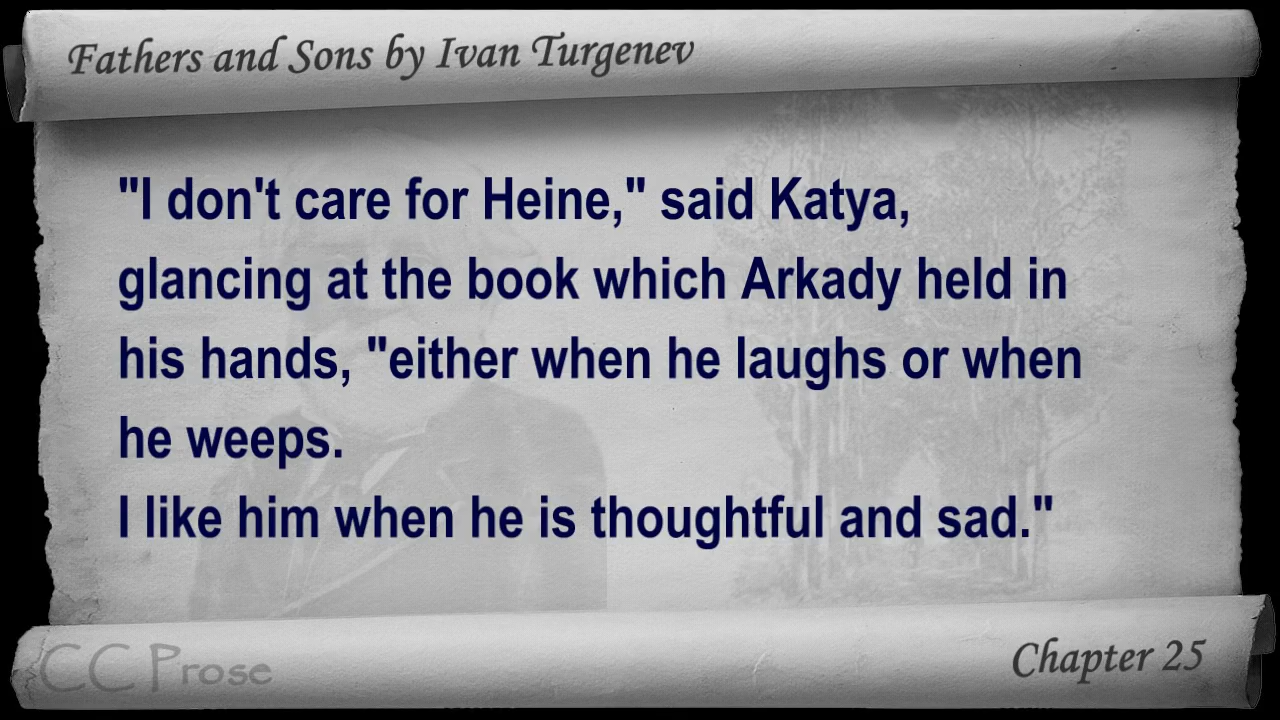 Fathers and Sons by Ivan Turgenev
"I don't care for Heine," said Katya,
glancing at the book which Arkady held in
his hands, "either when he laughs or when
he weeps.
I like him when he is thoughtful and sad."
CC Prose
Chapter 25